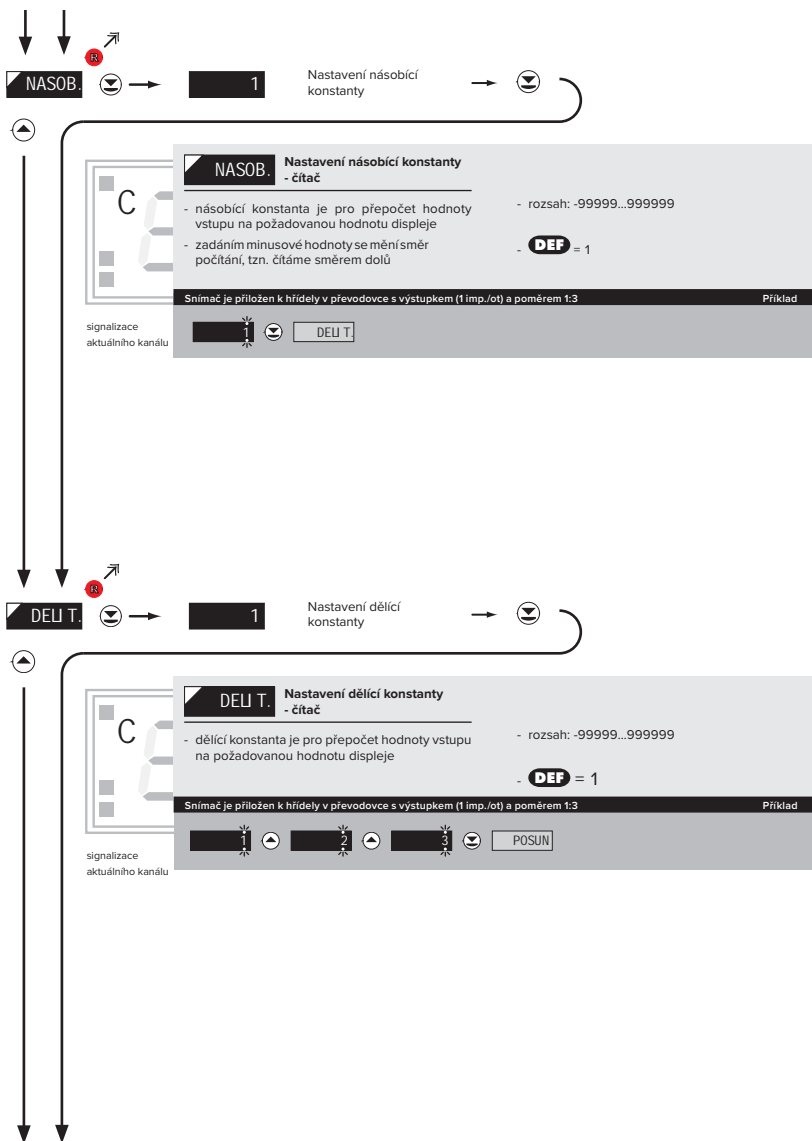 R
NASOB.
1
Nastavení násobící
konstanty
C
NASOB.
Nastavení násobící konstanty
- čítač
- násobící konstanta je pro přepočet hodnoty
vstupu na požadovanou hodnotu displeje
- zadáním minusové hodnoty se mění směr
počítání, tzn. čítáme směrem dolů
- rozsah: -99999...999999
- DEF = 1
Snímač je přiložen k hřídely v převodovce s výstupkem (1 imp./ot) a poměrem 1:3 Příklad
signalizace
aktuálního kanálu
1 DELI T.
R
DELI T.
1
Nastavení dělící
konstanty
C
DELI T.
Nastavení dělící konstanty
- čítač
- dělící konstanta je pro přepočet hodnoty vstupu
na požadovanou hodnotu displeje
- rozsah: -99999...999999
- DEF = 1
Snímač je přiložen k hřídely v převodovce s výstupkem (1 imp./ot) a poměrem 1:3 Příklad
signalizace
aktuálního kanálu
1 2 3 POSUN